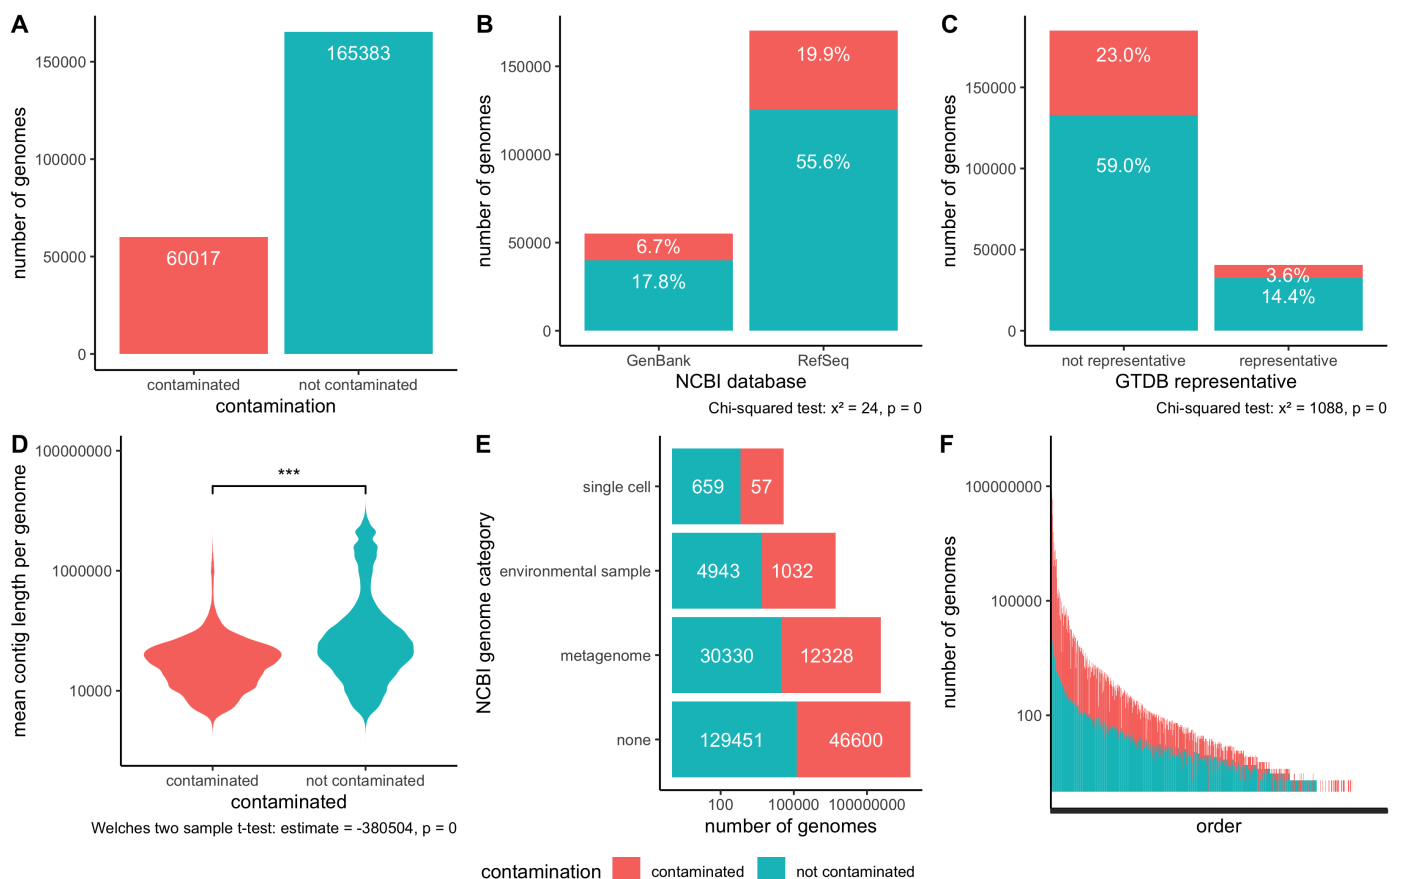 A
number of genomes
150000
100000
50000
0
165383
60017
contaminated
not contaminated
contamination
B
number of genomes
150000
100000
50000
0
19.9%
55.6%
6.7%
17.8%
GenBank
RefSeq
NCBI database
Chi-squared test: x² = 24, p = 0
C
number of genomes
150000
100000
50000
0
23.0%
59.0%
3.6%
14.4%
not representative
representative
GTDB representative
Chi-squared test: x² = 1088, p = 0
D
mean contig length per genome
100000000
1000000
10000
***
contaminated
not contaminated
contaminated
Welches two sample t-test: estimate = -380504, p = 0
E
NCBI genome category
single cell
659
57
environmental sample
4943
1032
metagenome
30330
12328
none
129451
46600
100
100000
100000000
number of genomes
F
number of genomes
100000000
100000
100
order
contamination
contaminated
not contaminated